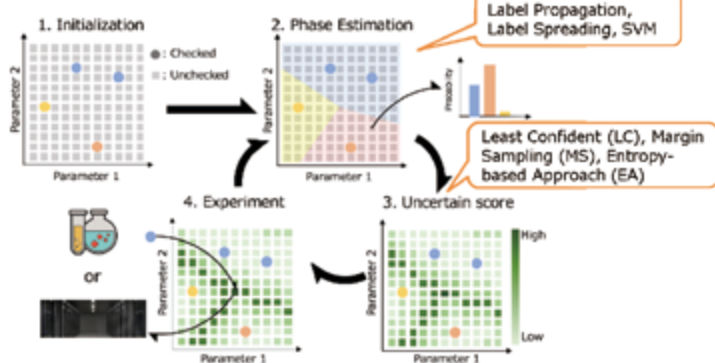 1. Initialization
Parameter 2
Parameter 1
: Checked
: Unchecked
2. Phase Estimation
Parameter 2
Parameter 1
Label Propagation,
Label Spreading, SVM
Probability
Least Confident (LC), Margin
Sampling (MS), Entropy-
based Approach (EA)
4. Experiment
Parameter 2
Parameter 1
or
3. Uncertain score
Parameter 2
Parameter 1
High
Low